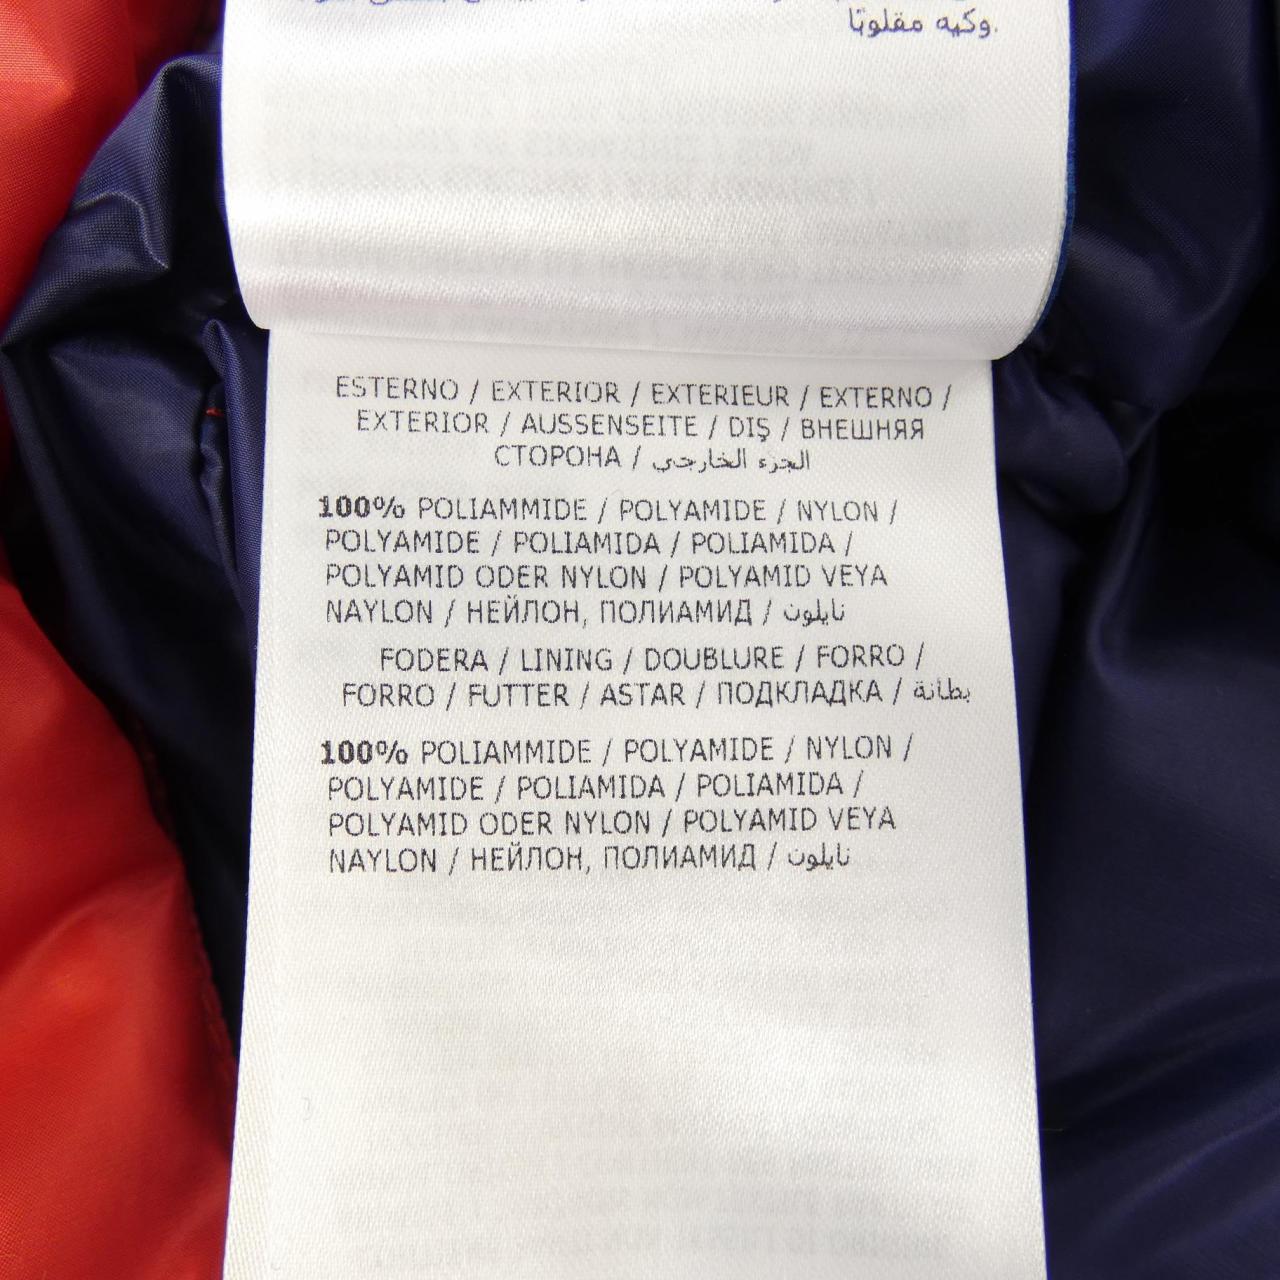 وكيه مقلوبًا.
ESTERNO / EXTERIOR / EXTERIEUR / EXTERNO /
EXTERIOR / AUSSENSEITE / DIŞ / ВНЕШНЯЯ
СТОРОНА / الجزء الخارجي
100% POLIAMMIDE / POLYAMIDE / NYLON /
POLYAMIDE / POLIAMIDA / POLIAMIDA /
POLYAMID ODER NYLON / POLYAMID VEYA
NAYLON / НЕЙЛОН, ПОЛИАМИД / نايلون
FODERA / LINING / DOUBLURE / FORRO /
FORRO / FUTTER / ASTAR / ПОДКЛАДКА / بطانة
100% POLIAMMIDE / POLYAMIDE / NYLON /
POLYAMIDE / POLIAMIDA / POLIAMIDA /
POLYAMID ODER NYLON / POLYAMID VEYA
NAYLON / НЕЙЛОН, ПОЛИАМИД / نايلون